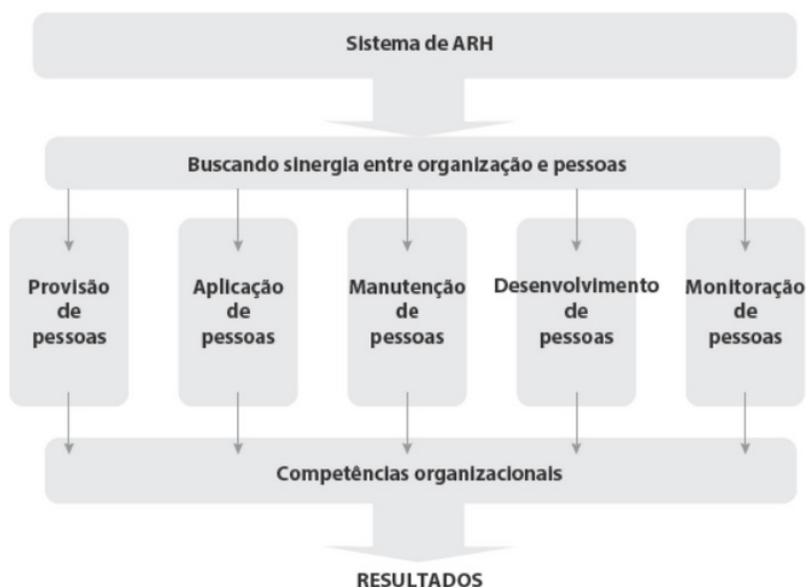 Sistema de ARH
Buscando sinergia entre organização e pessoas
Provisão
de
pessoas
Aplicação
de
pessoas
Manutenção
de
pessoas
Desenvolvimento
de
pessoas
Monitoração
de
pessoas
Competências organizacionais
RESULTADOS